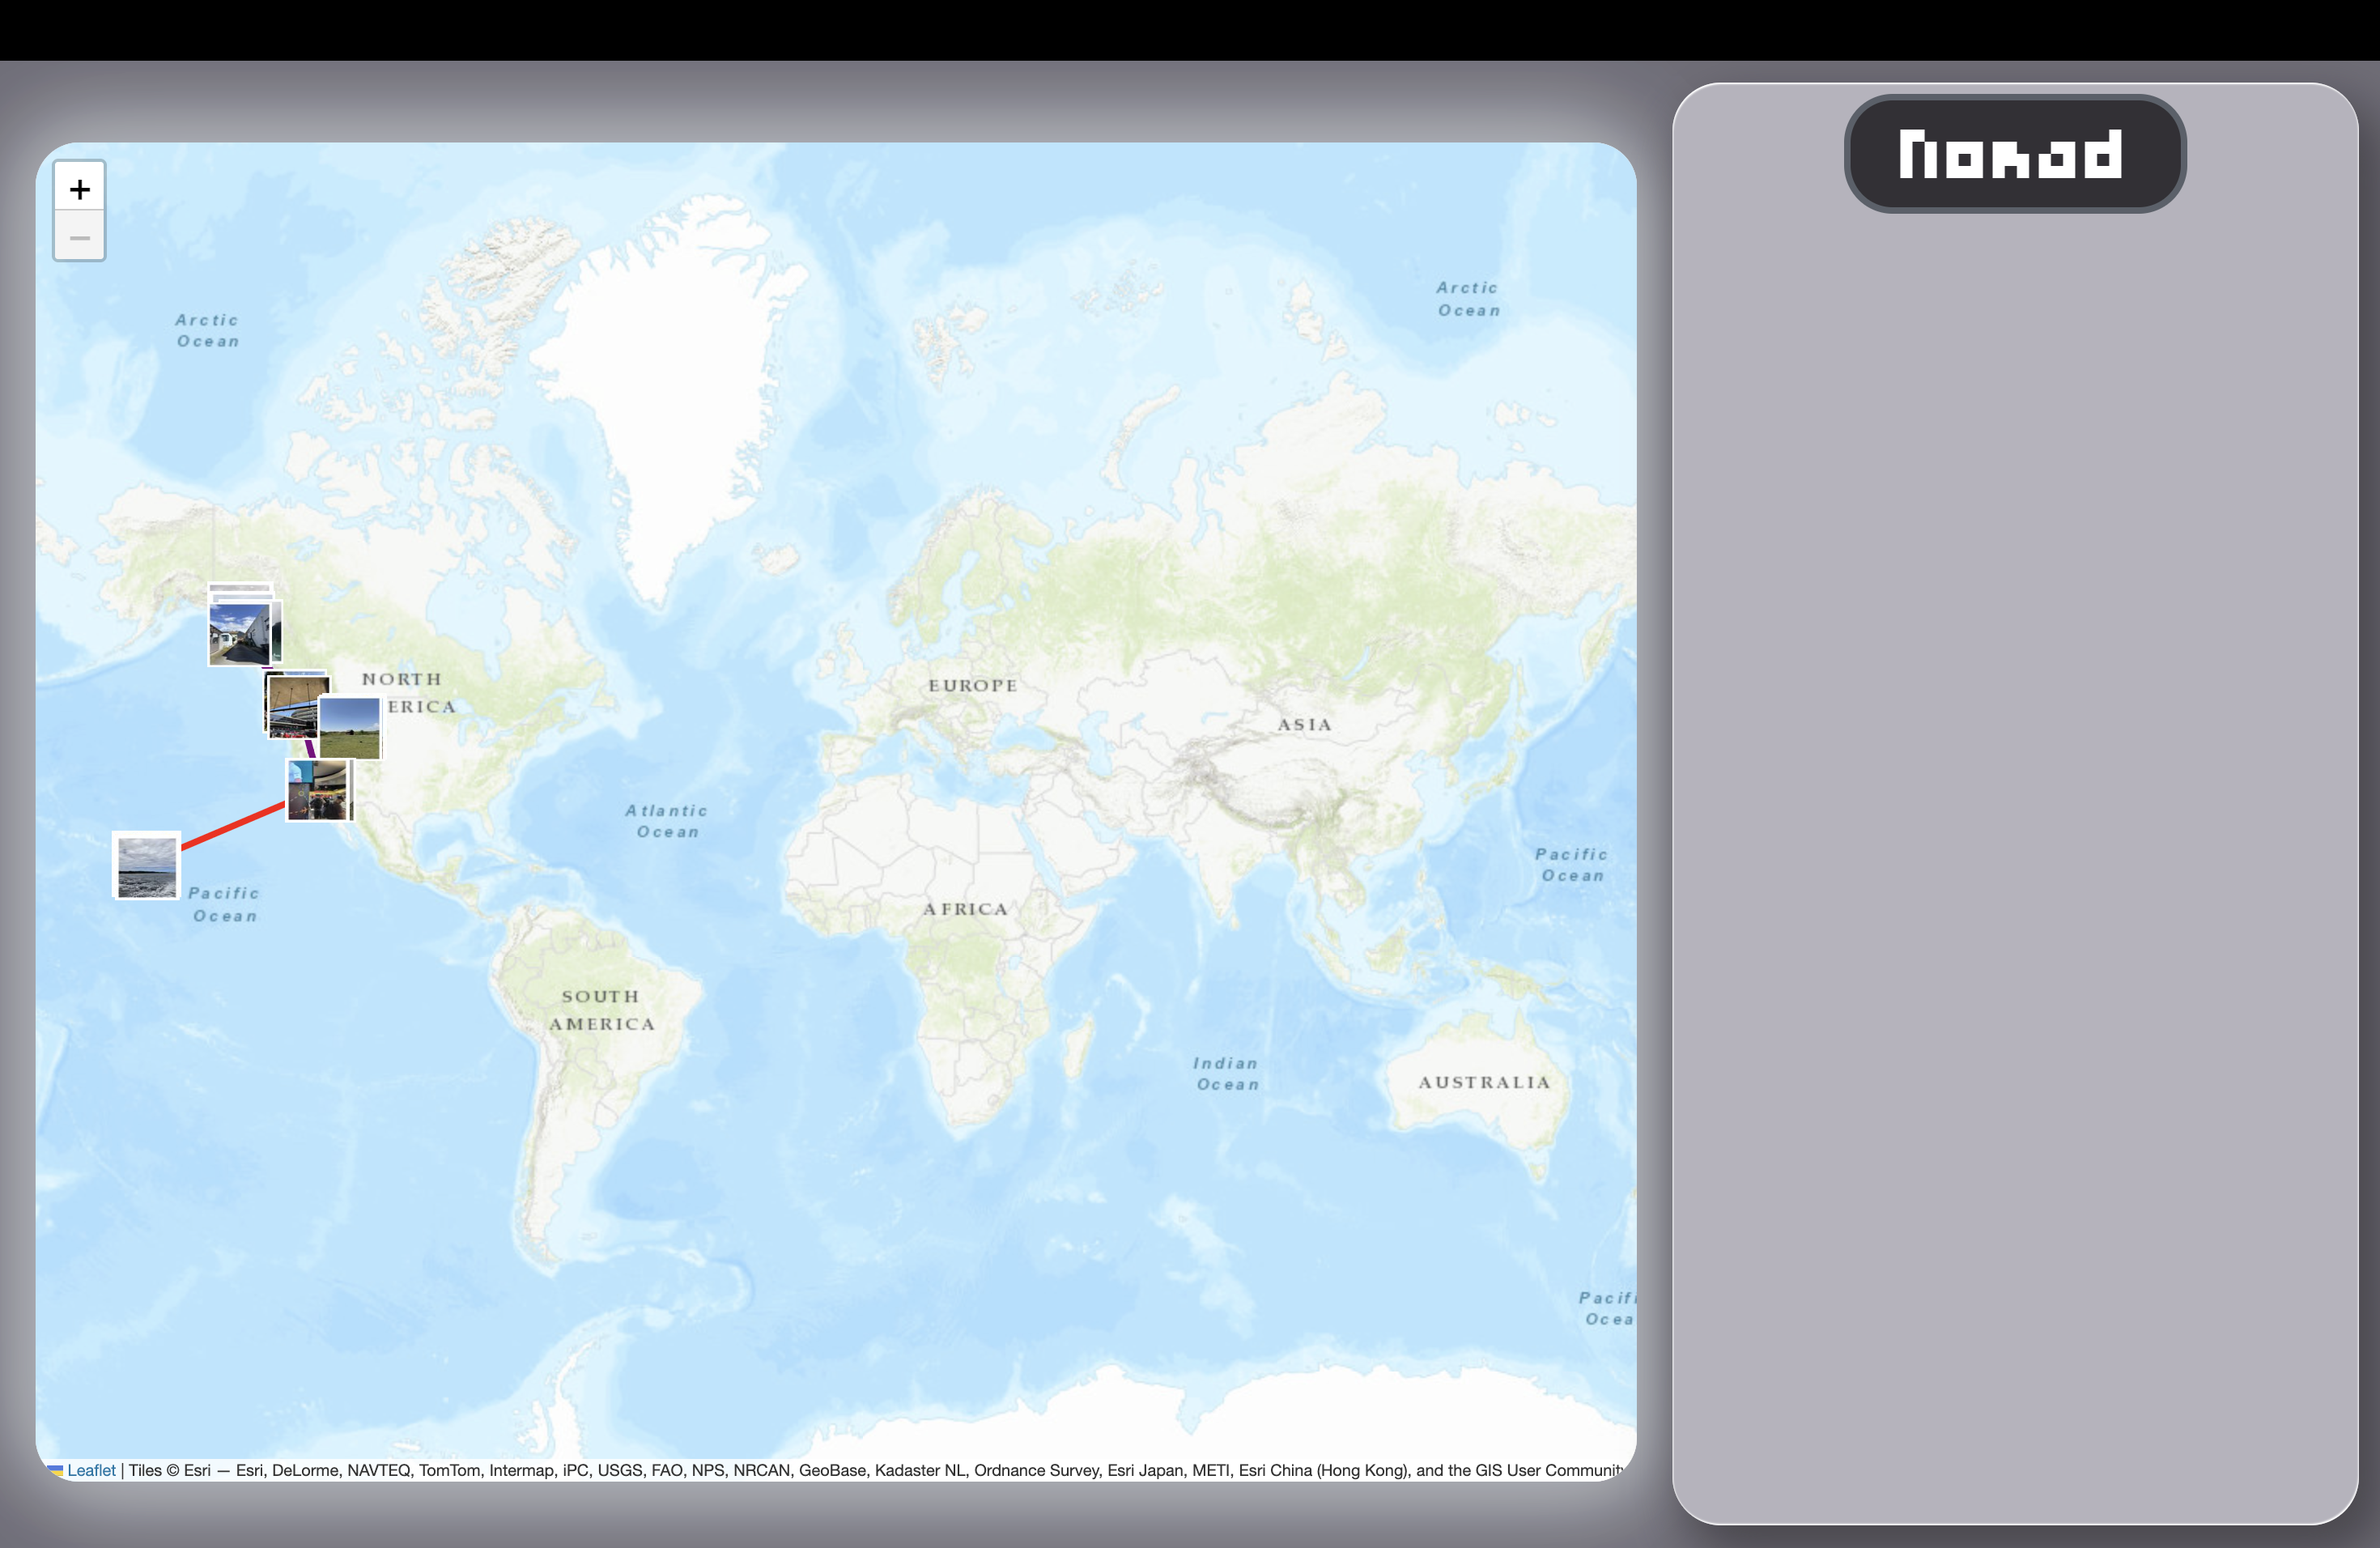 nomad
+
−
Arctic
Ocean
Arctic
Ocean
NORTH
ERICA
EUROPE
ASIA
Atlantic
Ocean
Pacific
Ocean
Pacific
Ocean
AFRICA
SOUTH
AMERICA
Indian
Ocean
AUSTRALIA
Pacifi
Ocea
Leaflet | Tiles © Esri — Esri, DeLorme, NAVTEQ, TomTom, Intermap, iPC, USGS, FAO, NPS, NRCAN, GeoBase, Kadaster NL, Ordnance Survey, Esri Japan, METI, Esri China (Hong Kong), and the GIS User Community